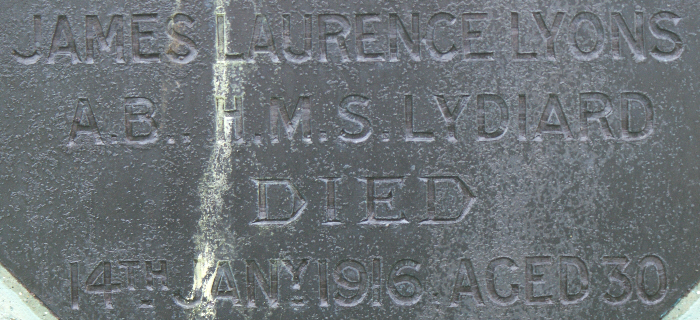 JAMES LAURENCE LYONS
A.B., H.M.S. LYDIARD
DIED
14TH JANY. 1916. AGED 30